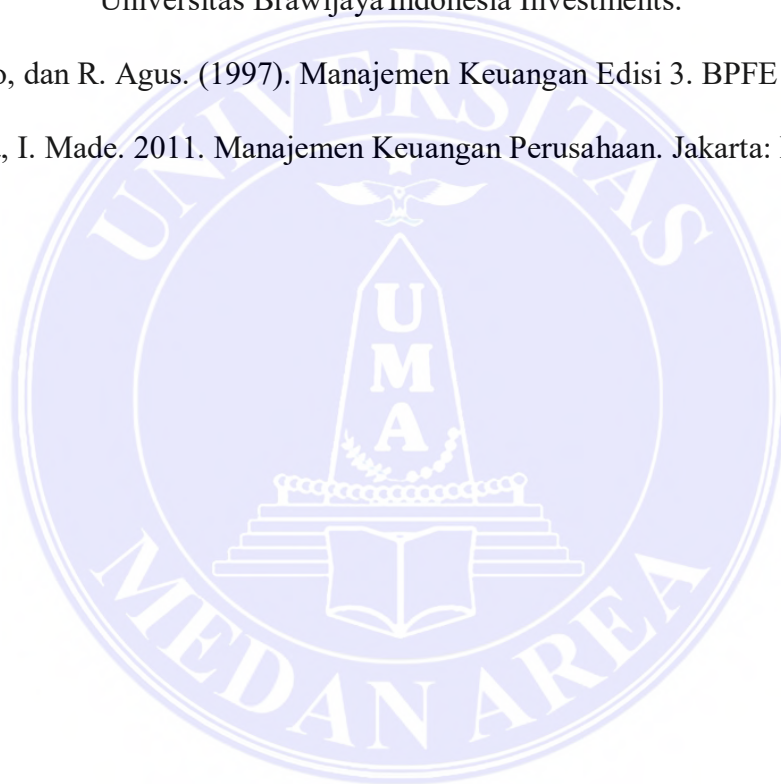 Universitas Brawijaya Indonesia Investments.
o, dan R. Agus. (1997). Manajemen Keuangan Edisi 3. BPFE
, I. Made. 2011. Manajemen Keuangan Perusahaan. Jakarta:
UNIVERSITAS
U
M
A
MEDAN AREA